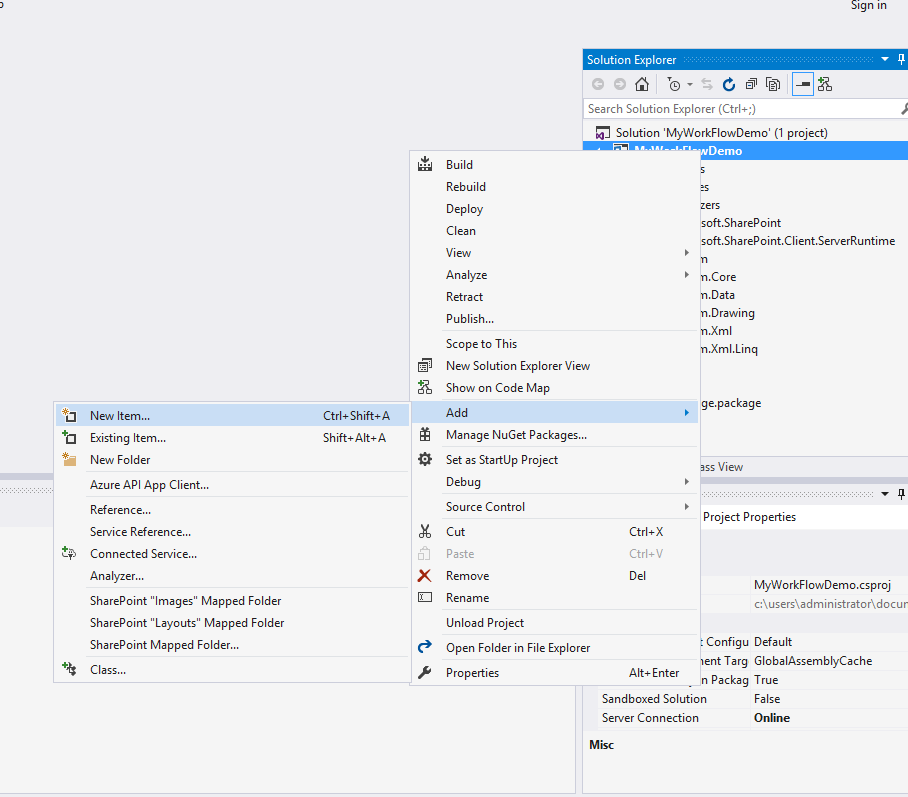 Sign in
Solution Explorer
Search Solution Explorer (Ctrl+;)
Solution 'MyWorkFlowDemo' (1 project)
MyWorkFlowDemo
soft.SharePoint
soft.SharePoint.Client.ServerRuntime
m.Core
m.Data
m.Drawing
m.Xml
m.Xml.Linq
ge.package
ass View
Build
Rebuild
Deploy
Clean
View
Analyze
Retract
Publish...
Scope to This
New Solution Explorer View
Show on Code Map
Add
Manage NuGet Packages...
Set as StartUp Project
Debug
Source Control
Cut Ctrl+X
Paste Ctrl+V
Remove Del
Rename
Unload Project
Open Folder in File Explorer
Properties Alt+Enter
New Item... Ctrl+Shift+A
Existing Item... Shift+Alt+A
New Folder
Azure API App Client...
Reference...
Service Reference...
Connected Service...
Analyzer...
SharePoint "Images" Mapped Folder
SharePoint "Layouts" Mapped Folder
SharePoint Mapped Folder...
Class...
Project Properties
MyWorkFlowDemo.csproj
c:\users\administrator\docum
t Configu Default
ment Targ GlobalAssemblyCache
n Packag True
Sandboxed Solution False
Server Connection Online
Misc